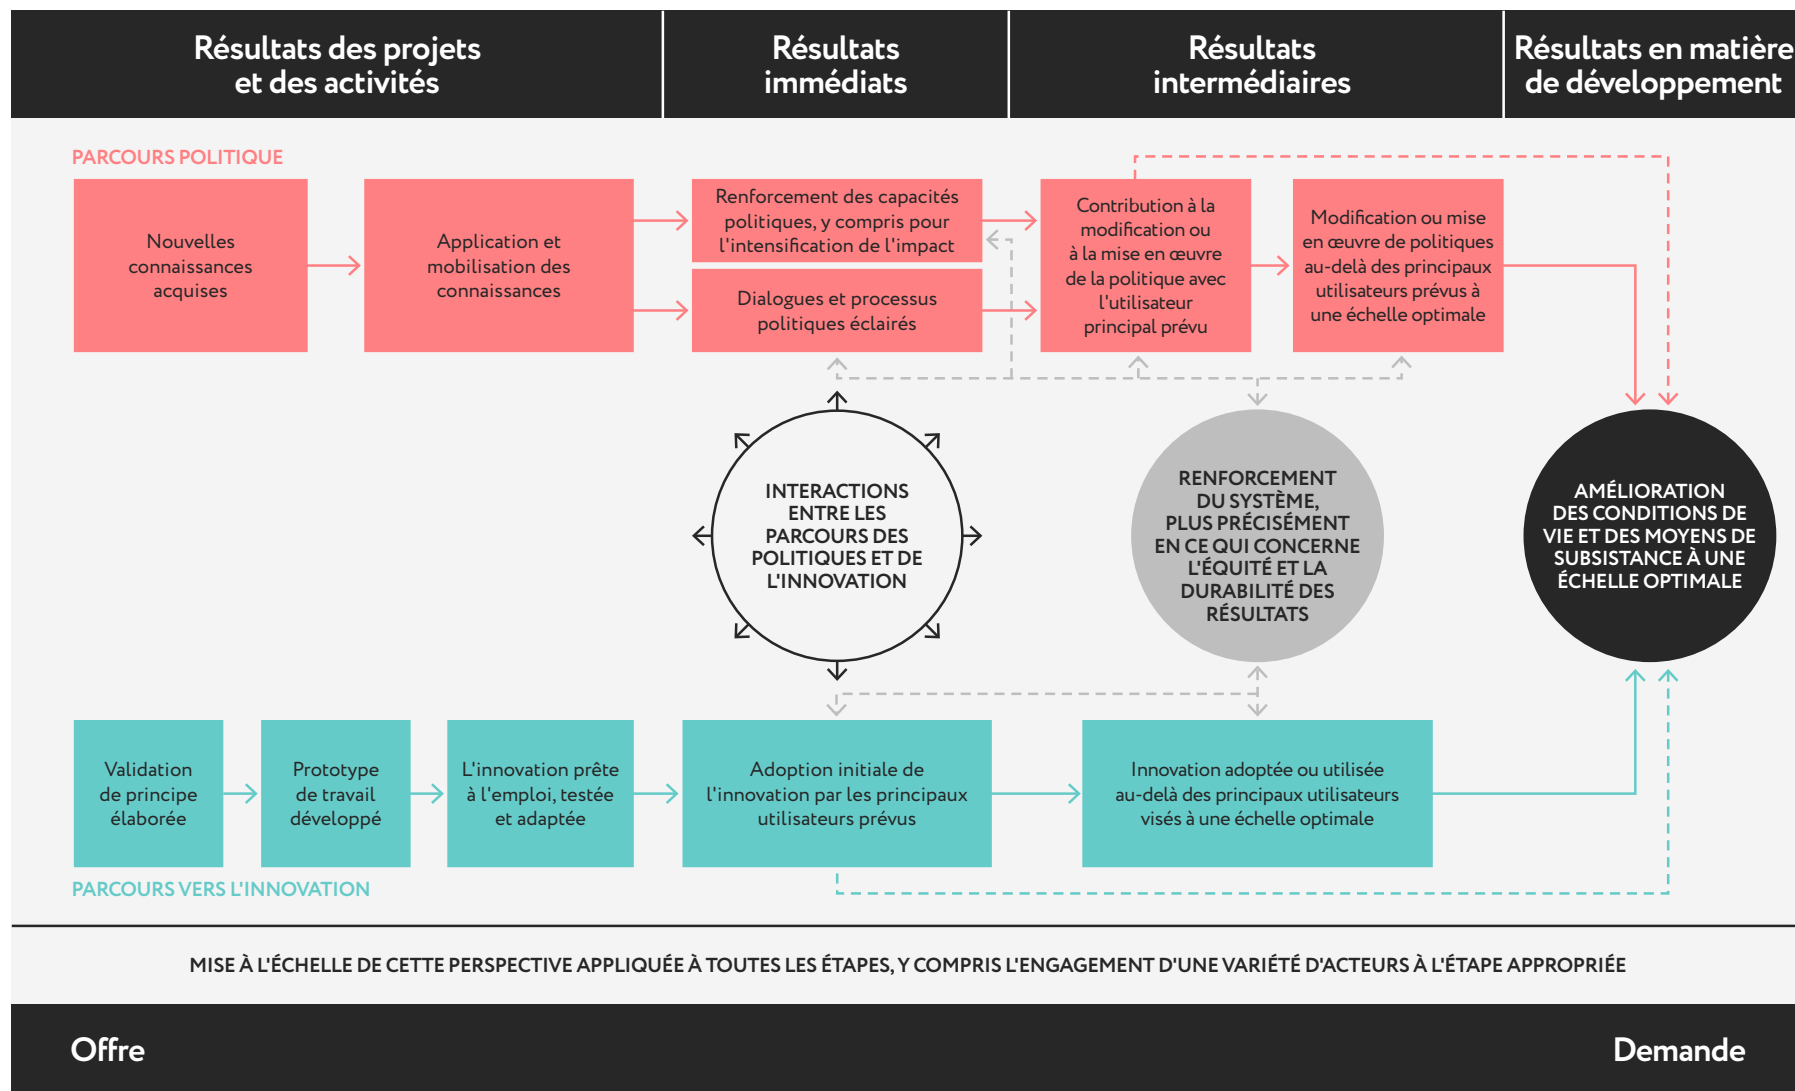 Résultats des projets
et des activités
Résultats
immédiats
Résultats
intermédiaires
Résultats en matière
de développement
PARCOURS POLITIQUE
Nouvelles
connaissances
acquises
Application et
mobilisation des
connaissances
Renforcement des capacités
politiques, y compris pour
l'intensification de l'impact
Dialogues et processus
politiques éclairés
Contribution à la
modification ou
à la mise en œuvre
de la politique avec
l'utilisateur
principal prévu
Modification ou mise
en œuvre de politiques
au-delà des principaux
utilisateurs prévus à
une échelle optimale
INTERACTIONS
ENTRE LES
PARCOURS DES
POLITIQUES ET DE
L'INNOVATION
RENFORCEMENT
DU SYSTÈME,
PLUS PRÉCISÉMENT
EN CE QUI CONCERNE
L'ÉQUITÉ ET LA
DURABILITÉ DES
RÉSULTATS
AMÉLIORATION
DES CONDITIONS DE
VIE ET DES MOYENS DE
SUBSISTANCE À UNE
ÉCHELLE OPTIMALE
Validation
de principe
élaborée
Prototype
de travail
développé
L'innovation prête
à l'emploi, testée
et adaptée
Adoption initiale de
l'innovation par les principaux
utilisateurs prévus
Innovation adoptée ou utilisée
au-delà des principaux utilisateurs
visés à une échelle optimale
PARCOURS VERS L'INNOVATION
MISE À L'ÉCHELLE DE CETTE PERSPECTIVE APPLIQUÉE À TOUTES LES ÉTAPES, Y COMPRIS L'ENGAGEMENT D'UNE VARIÉTÉ D'ACTEURS À L'ÉTAPE APPROPRIÉE
Offre
Demande